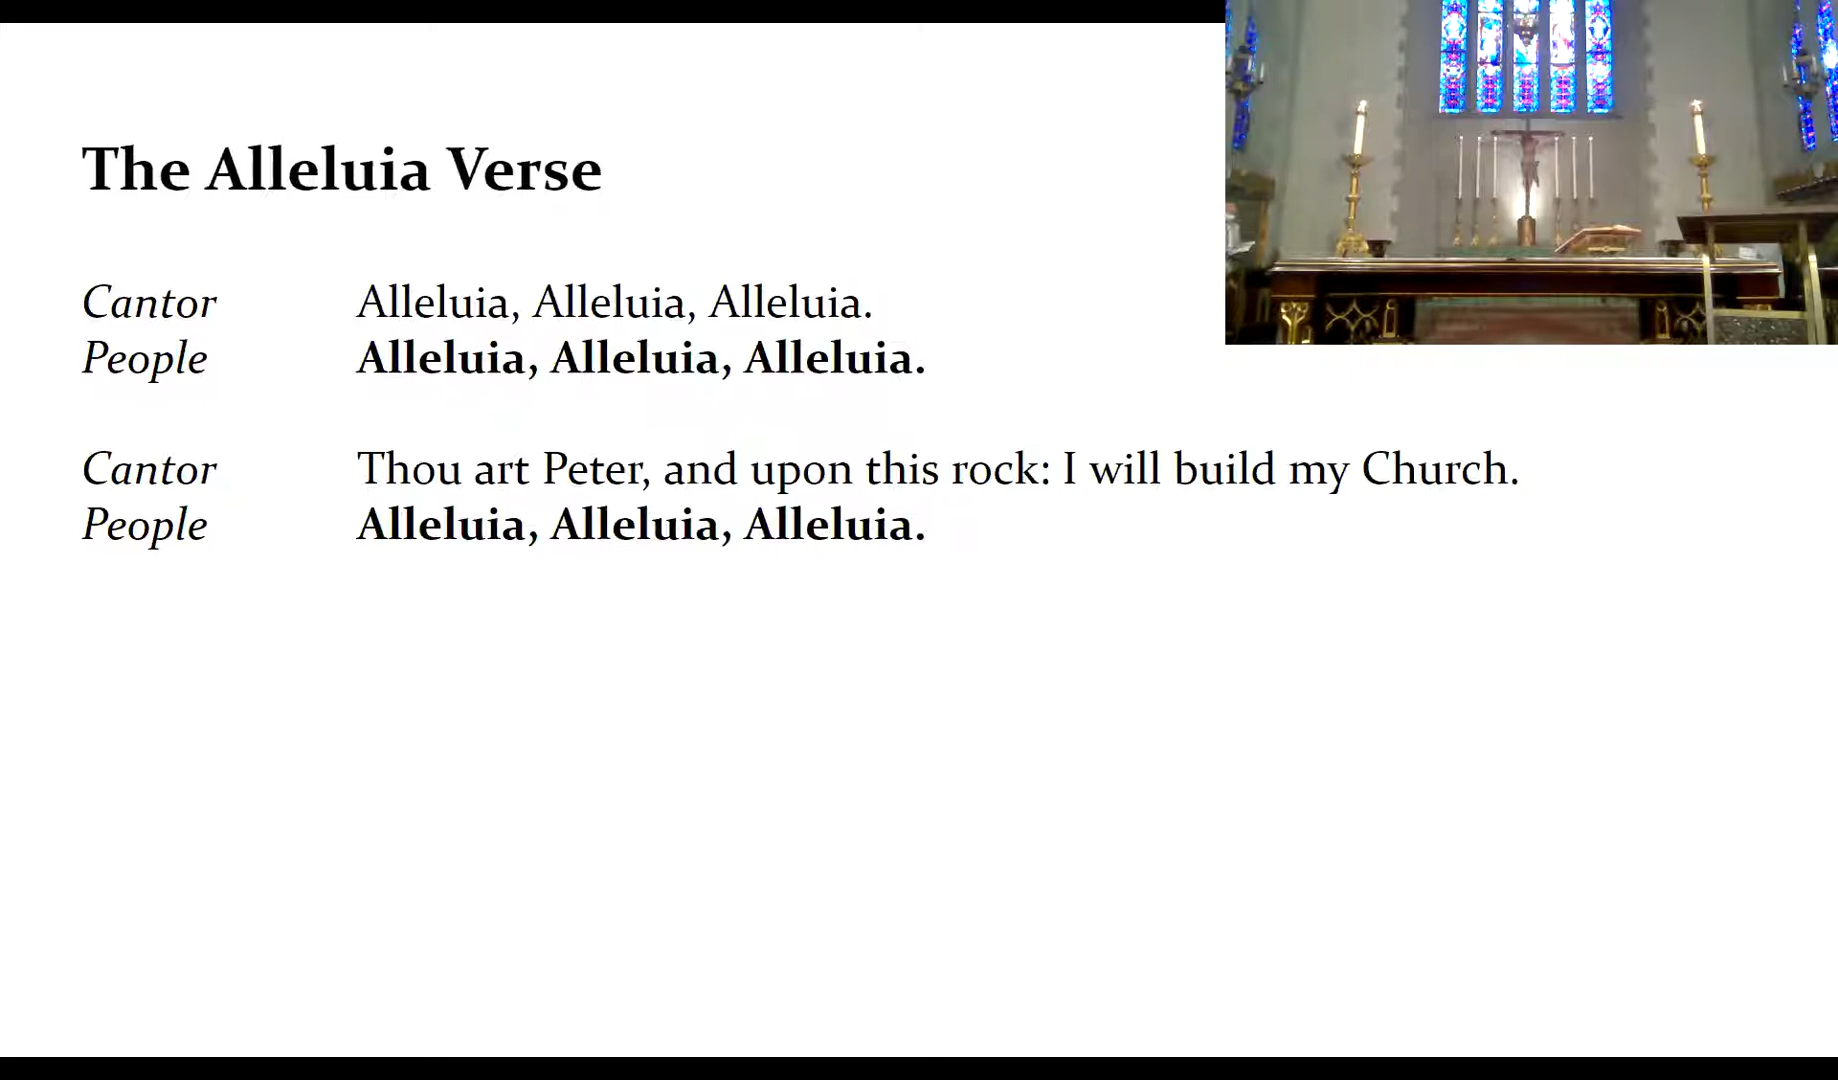 The Alleluia Verse
Cantor Alleluia, Alleluia, Alleluia.
People Alleluia, Alleluia, Alleluia.
Cantor Thou art Peter, and upon this rock: I will build my Church.
People Alleluia, Alleluia, Alleluia.